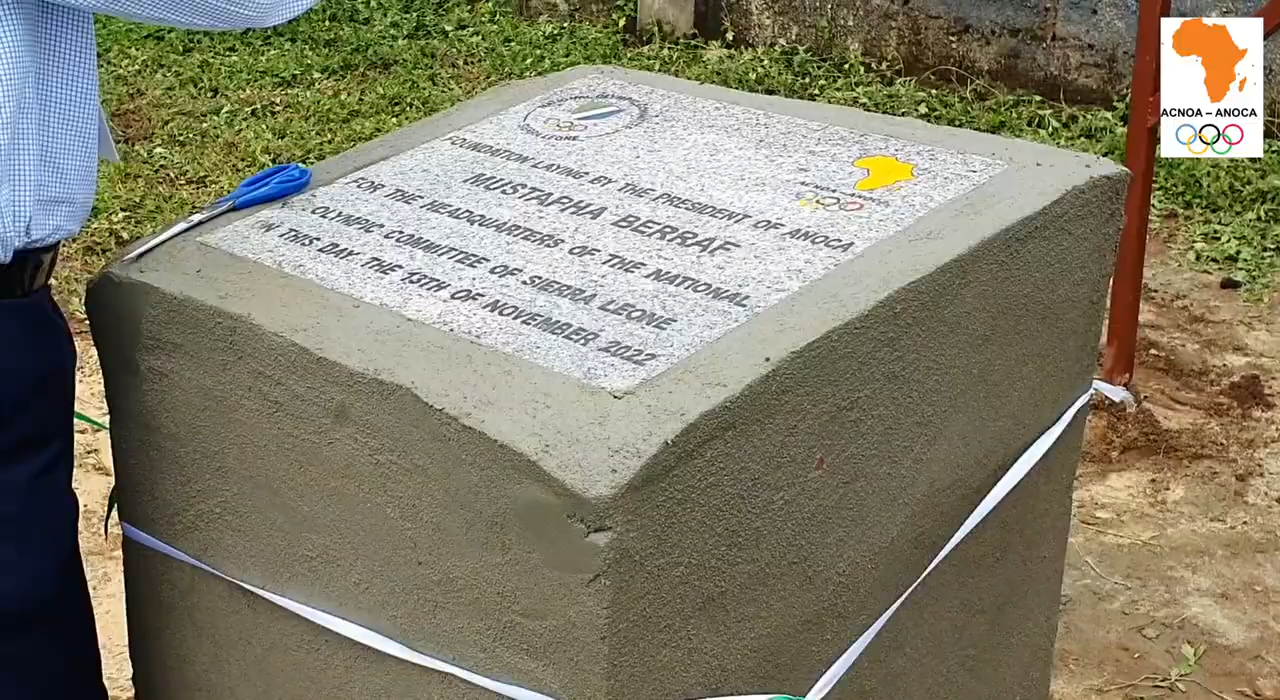 ACNOA – ANOCA
FOUNDATION LAYING BY THE PRESIDENT OF ANOCA
MUSTAPHA BERRAF
FOR THE HEADQUARTERS OF THE NATIONAL
OLYMPIC COMMITTEE OF SIERRA LEONE
IN THIS DAY THE 13TH OF NOVEMBER 2022